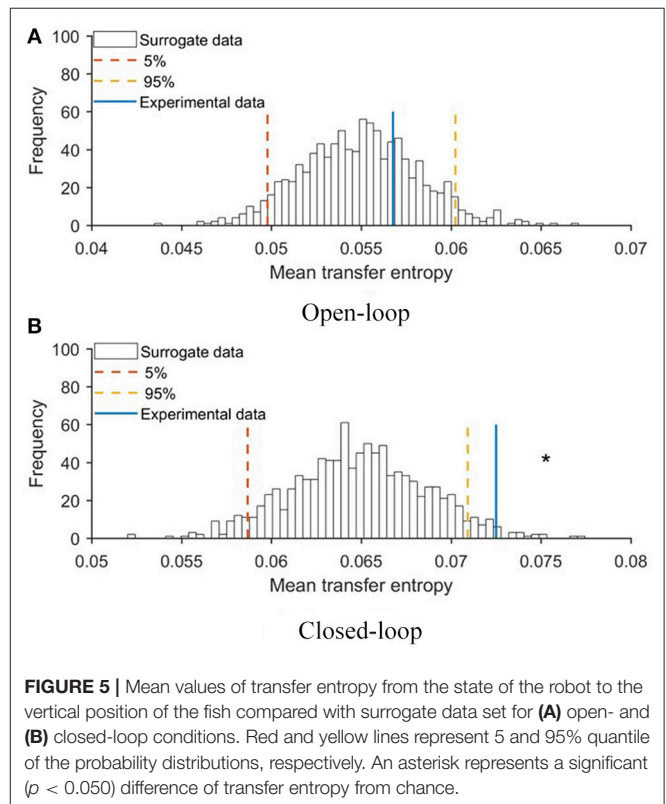 A
100
80
60
40
20
0
Frequency
Surrogate data
5%
95%
Experimental data
0.04 0.045 0.05 0.055 0.06 0.065 0.07
Mean transfer entropy
Open-loop
B
100
80
60
40
20
0
Frequency
Surrogate data
5%
95%
Experimental data
*
0.05 0.055 0.06 0.065 0.07 0.075 0.08
Mean transfer entropy
Closed-loop
FIGURE 5 | Mean values of transfer entropy from the state of the robot to the
vertical position of the fish compared with surrogate data set for (A) open- and
(B) closed-loop conditions. Red and yellow lines represent 5 and 95% quantile
of the probability distributions, respectively. An asterisk represents a significant
(p < 0.050) difference of transfer entropy from chance.